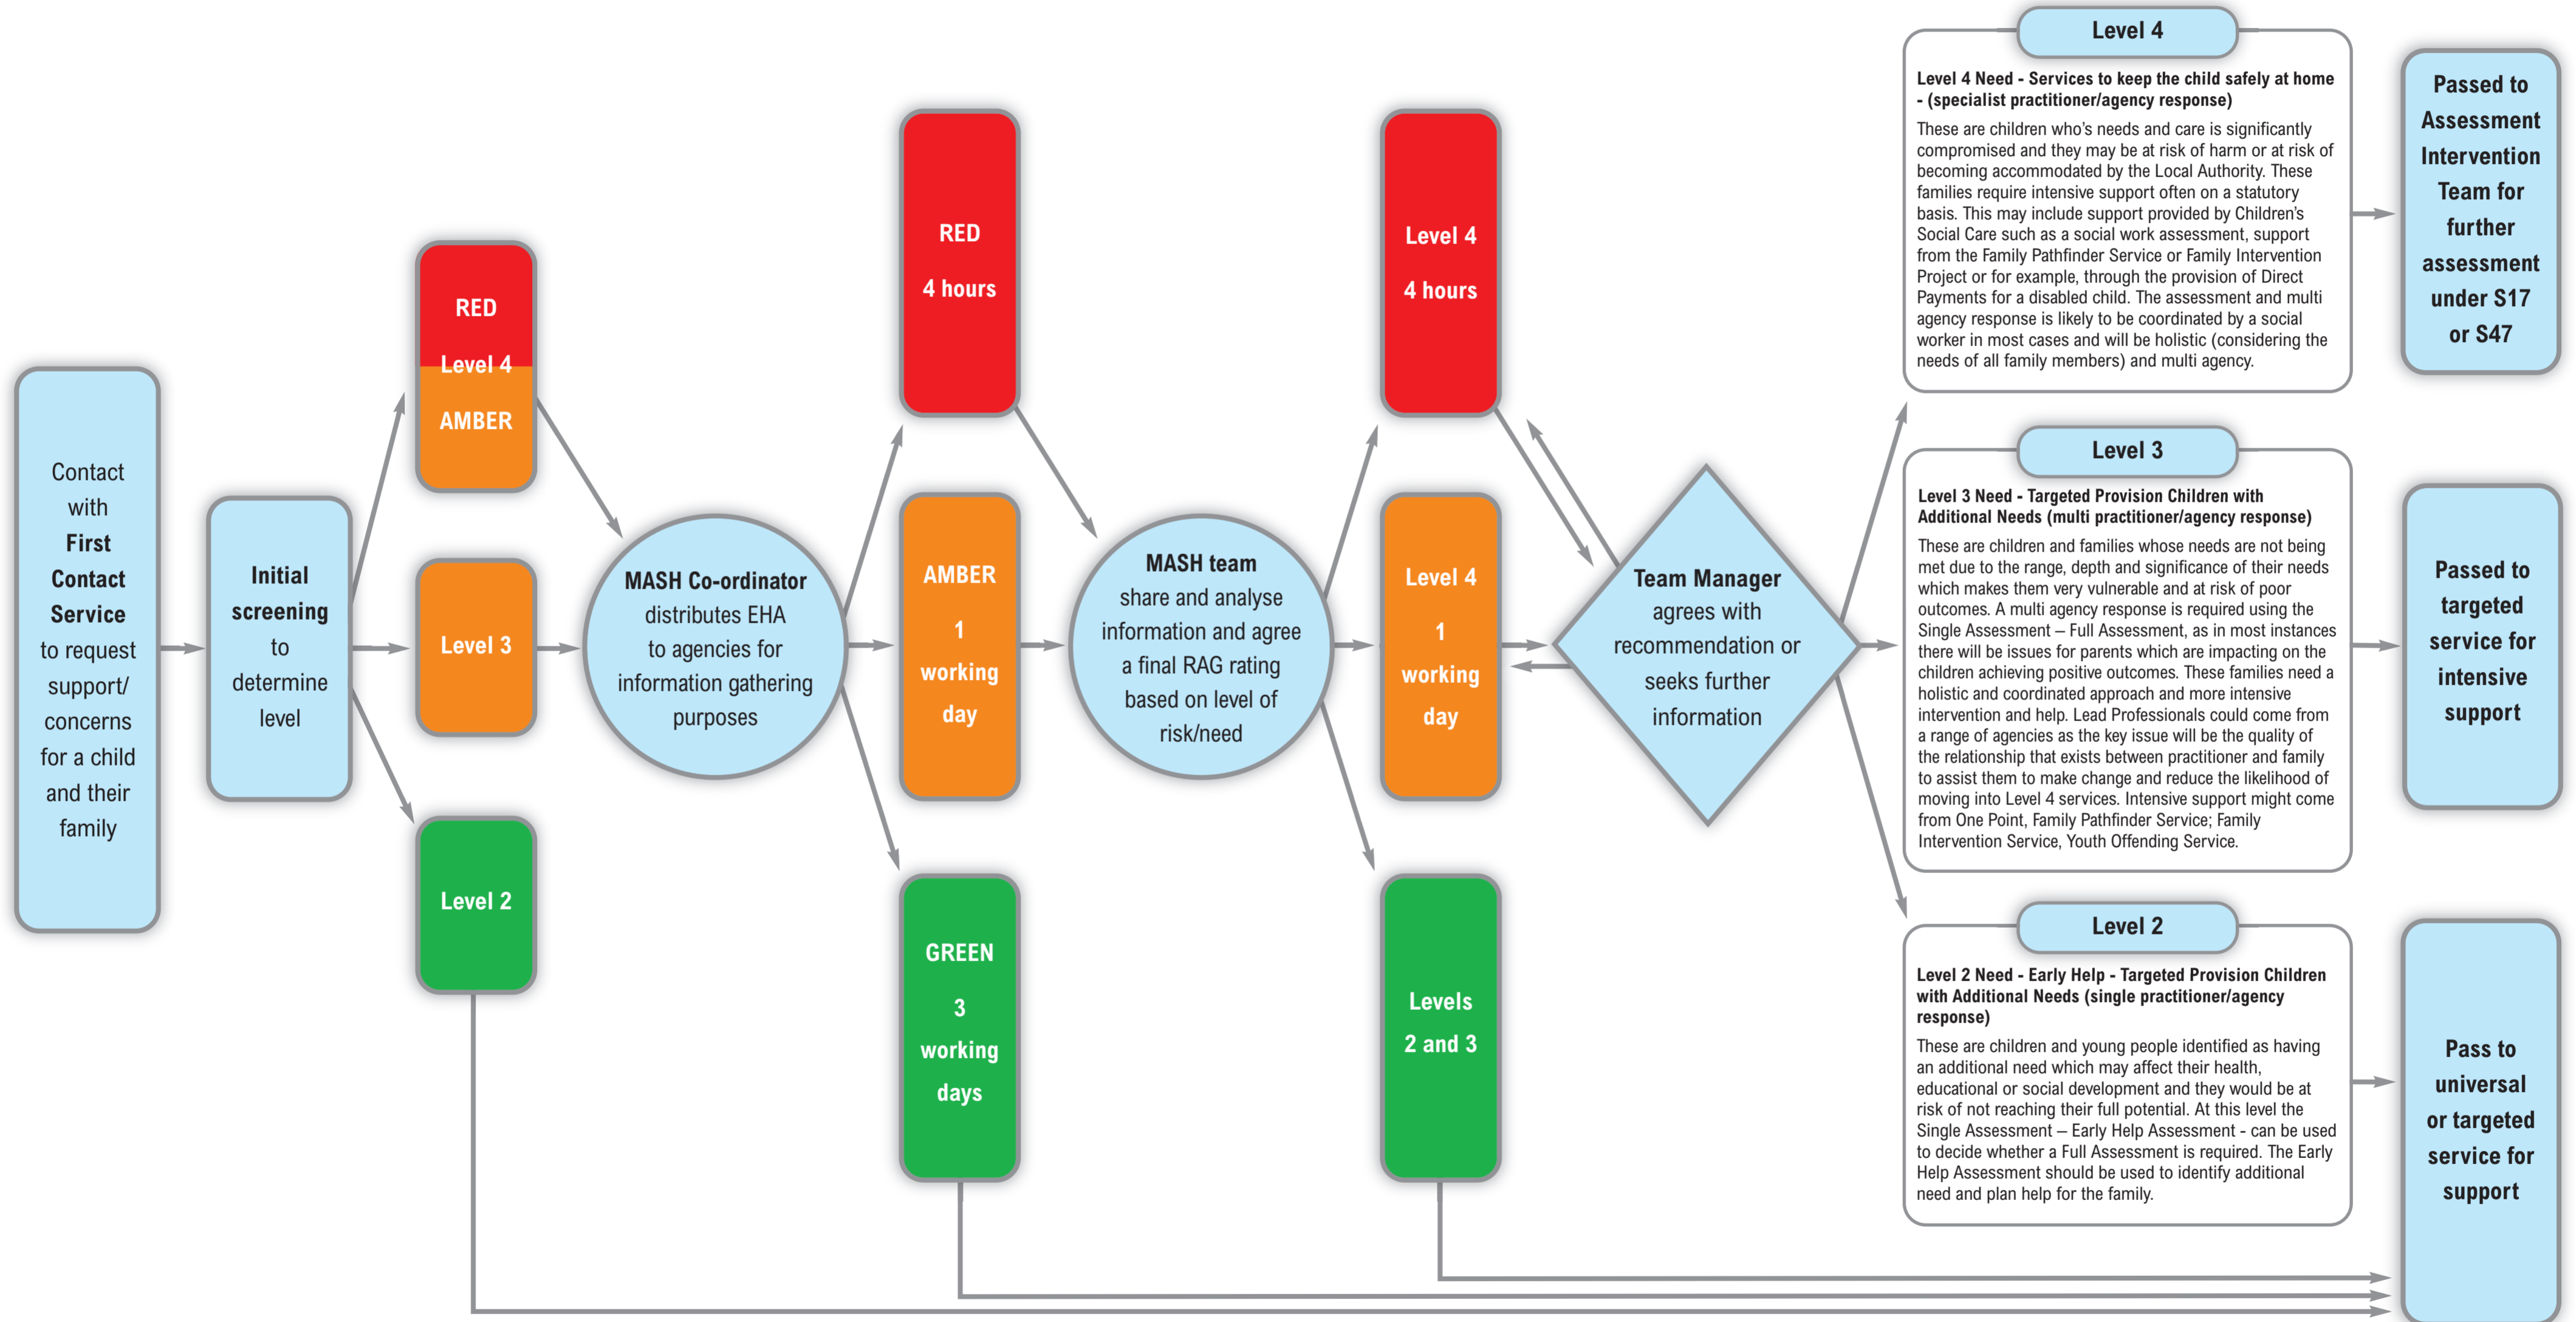 Contact
with
First
Contact
Service
to request
support/
concerns
for a child
and their
family
Initial
screening
to
determine
level
RED
Level 4
AMBER
Level 3
Level 2
MASH Co-ordinator
distributes EHA
to agencies for
information gathering
purposes
RED
4 hours
AMBER
1
working
day
GREEN
3
working
days
MASH team
share and analyse
information and agree
a final RAG rating
based on level of
risk/need
Level 4
4 hours
Level 4
1
working
day
Levels
2 and 3
Team Manager
agrees with
recommendation or
seeks further
information
Level 4
Level 4 Need - Services to keep the child safely at home
- (specialist practitioner/agency response)
These are children who's needs and care is significantly
compromised and they may be at risk of harm or at risk of
becoming accommodated by the Local Authority. These
families require intensive support often on a statutory
basis. This may include support provided by Children's
Social Care such as a social work assessment, support
from the Family Pathfinder Service or Family Intervention
Project or for example, through the provision of Direct
Payments for a disabled child. The assessment and multi
agency response is likely to be coordinated by a social
worker in most cases and will be holistic (considering the
needs of all family members) and multi agency.
Passed to
Assessment
Intervention
Team for
further
assessment
under S17
or S47
Level 3
Level 3 Need - Targeted Provision Children with
Additional Needs (multi practitioner/agency response)
These are children and families whose needs are not being
met due to the range, depth and significance of their needs
which makes them very vulnerable and at risk of poor
outcomes. A multi agency response is required using the
Single Assessment – Full Assessment, as in most instances
there will be issues for parents which are impacting on the
children achieving positive outcomes. These families need a
holistic and coordinated approach and more intensive
intervention and help. Lead Professionals could come from
a range of agencies as the key issue will be the quality of
the relationship that exists between practitioner and family
to assist them to make change and reduce the likelihood of
moving into Level 4 services. Intensive support might come
from One Point, Family Pathfinder Service; Family
Intervention Service, Youth Offending Service.
Passed to
targeted
service for
intensive
support
Level 2
Level 2 Need - Early Help - Targeted Provision Children
with Additional Needs (single practitioner/agency
response)
These are children and young people identified as having
an additional need which may affect their health,
educational or social development and they would be at
risk of not reaching their full potential. At this level the
Single Assessment – Early Help Assessment - can be used
to decide whether a Full Assessment is required. The Early
Help Assessment should be used to identify additional
need and plan help for the family.
Pass to
universal
or targeted
service for
support